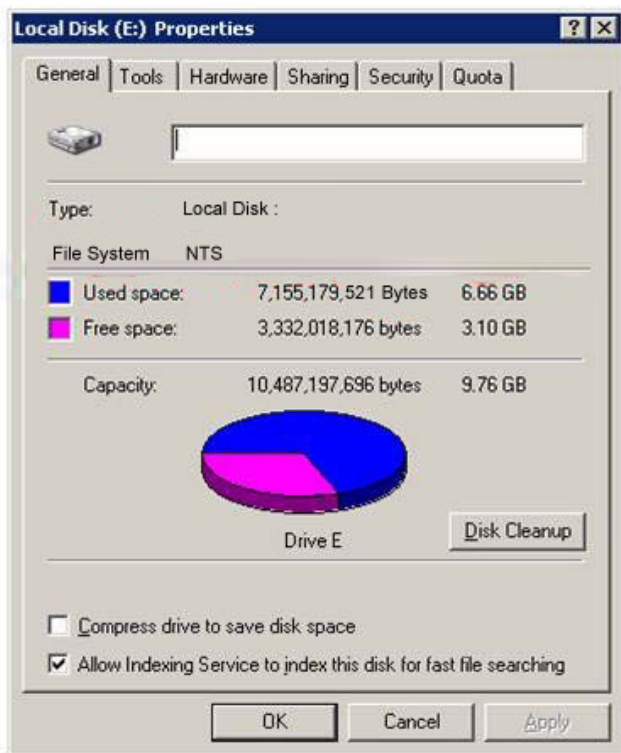 Local Disk (E:) Properties
General Tools Hardware Sharing Security Quota
Type: Local Disk :
File System NTS
Used space: 7,155,179,521 Bytes 6.66 GB
Free space: 3,332,018,176 bytes 3.10 GB
Capacity: 10,487,197,696 bytes 9.76 GB
Drive E
Disk Cleanup
Compress drive to save disk space
Allow Indexing Service to index this disk for fast file searching
OK Cancel Apply